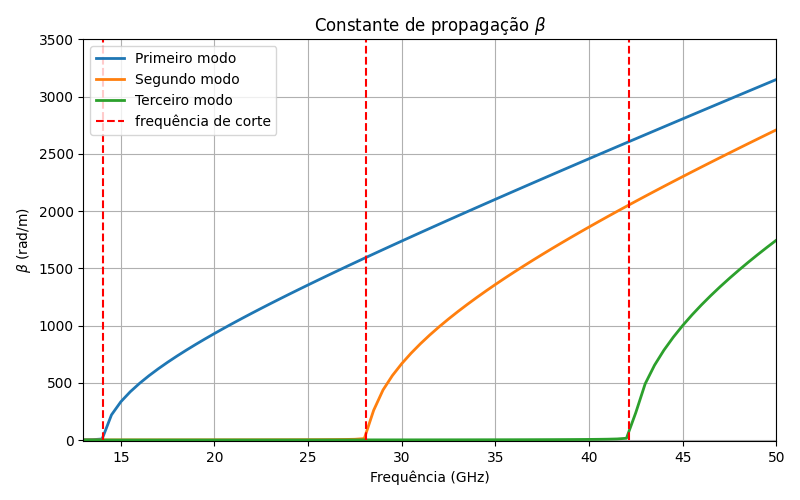 Constante de propagação β
3500
3000
2500
2000
1500
1000
500
0
β (rad/m)
Primeiro modo
Segundo modo
Terceiro modo
frequência de corte
15
20
25
30
35
40
45
50
Frequência (GHz)